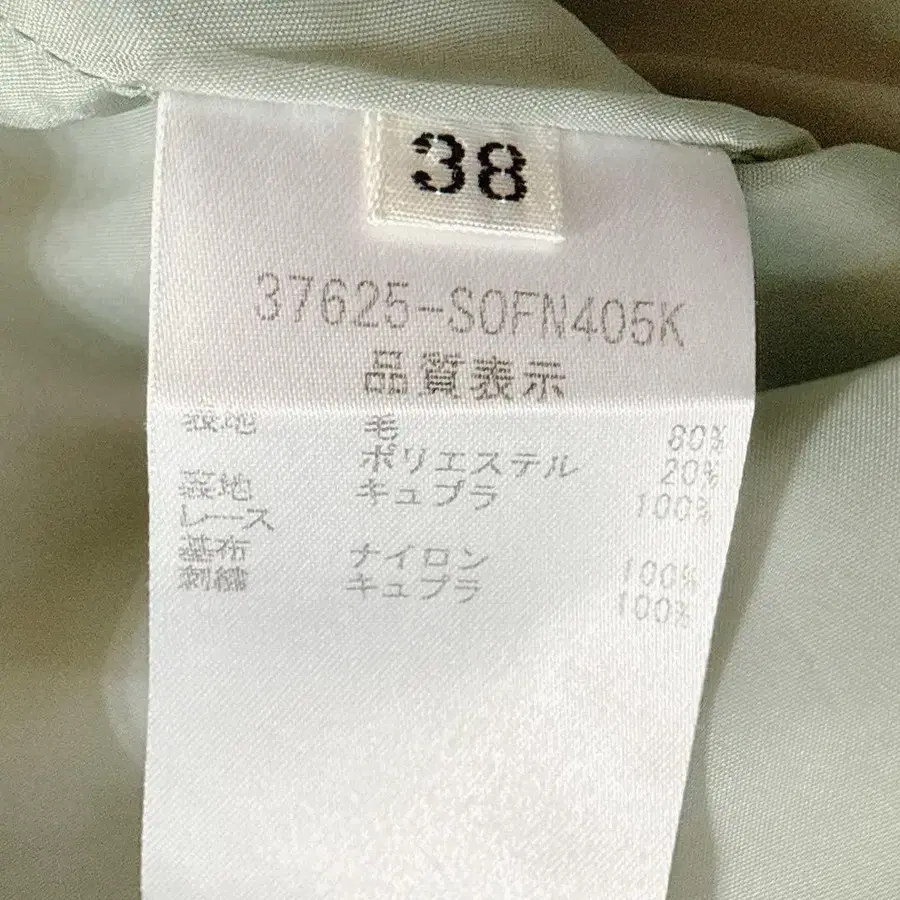 38
37625-SOFN405K
品質表示
表地 毛 80%
ポリエステル 20%
裏地 キュプラ 100%
レース
基布 ナイロン 100%
刺繍 キュプラ 100%